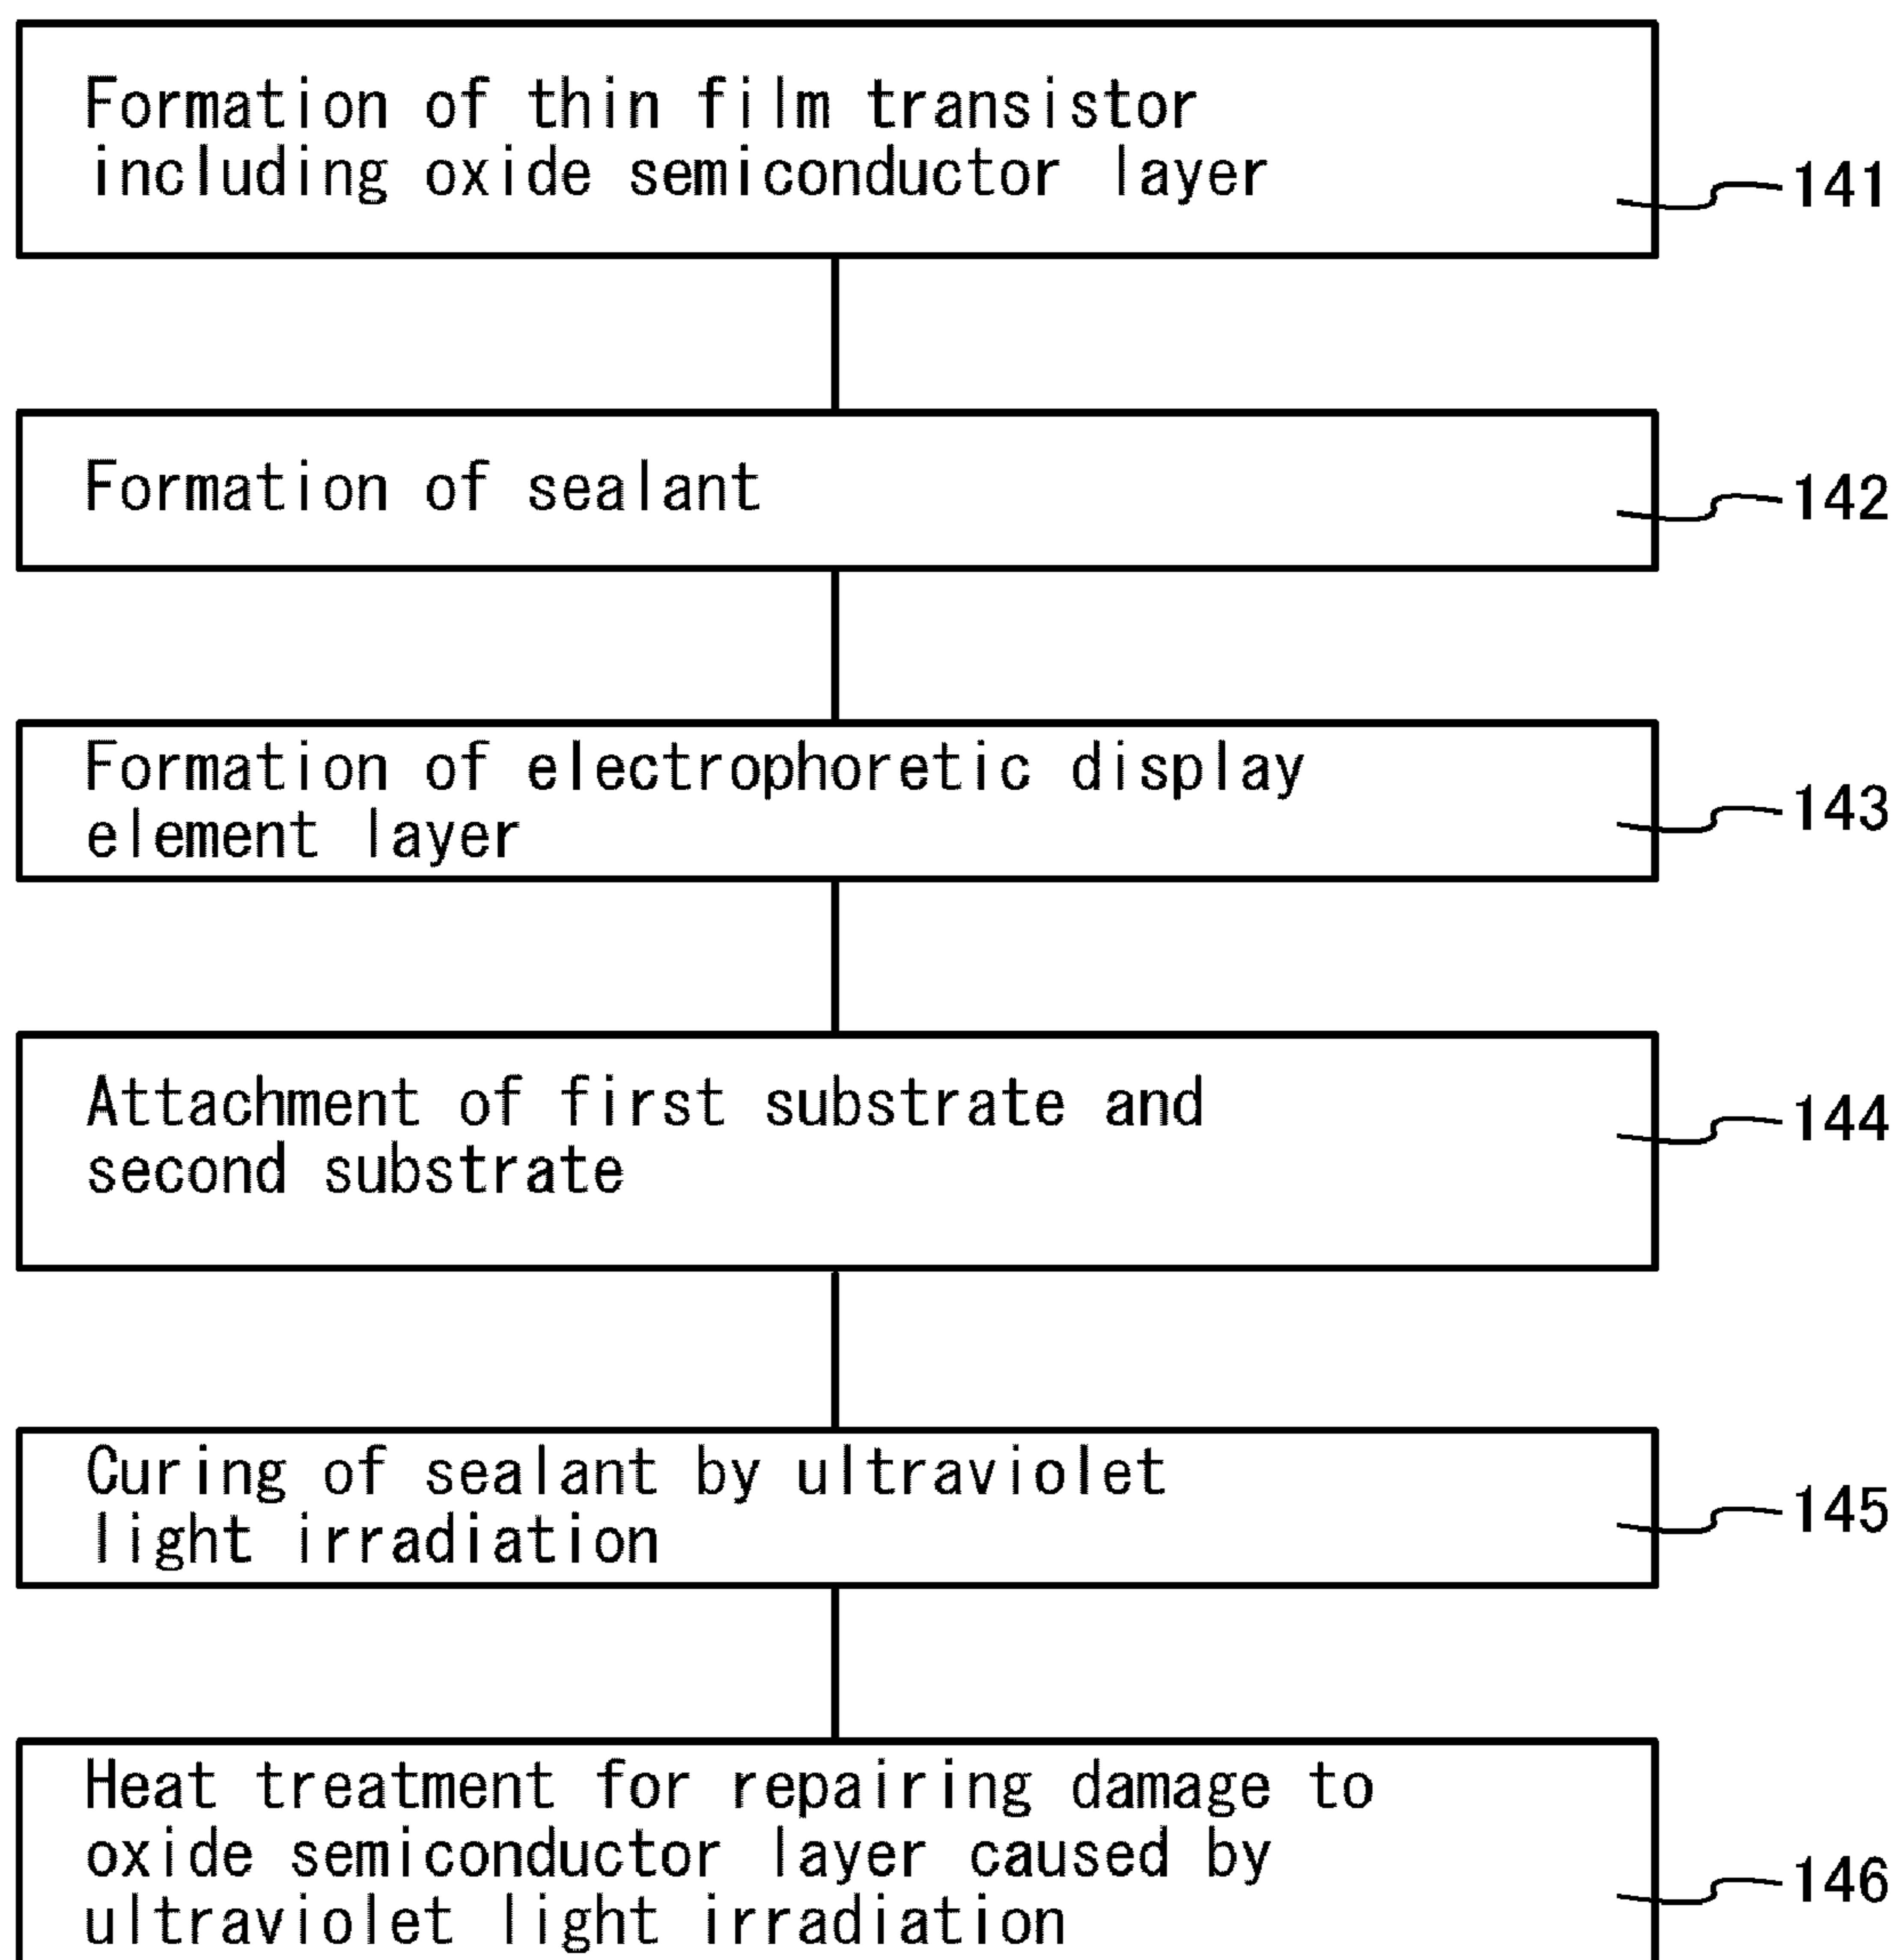 Formation of thin film transistor
including oxide semiconductor layer
141
Formation of sealant
142
Formation of electrophoretic display
element layer
143
Attachment of first substrate and
second substrate
144
Curing of sealant by ultraviolet
light irradiation
145
Heat treatment for repairing damage to
oxide semiconductor layer caused by
ultraviolet light irradiation
146